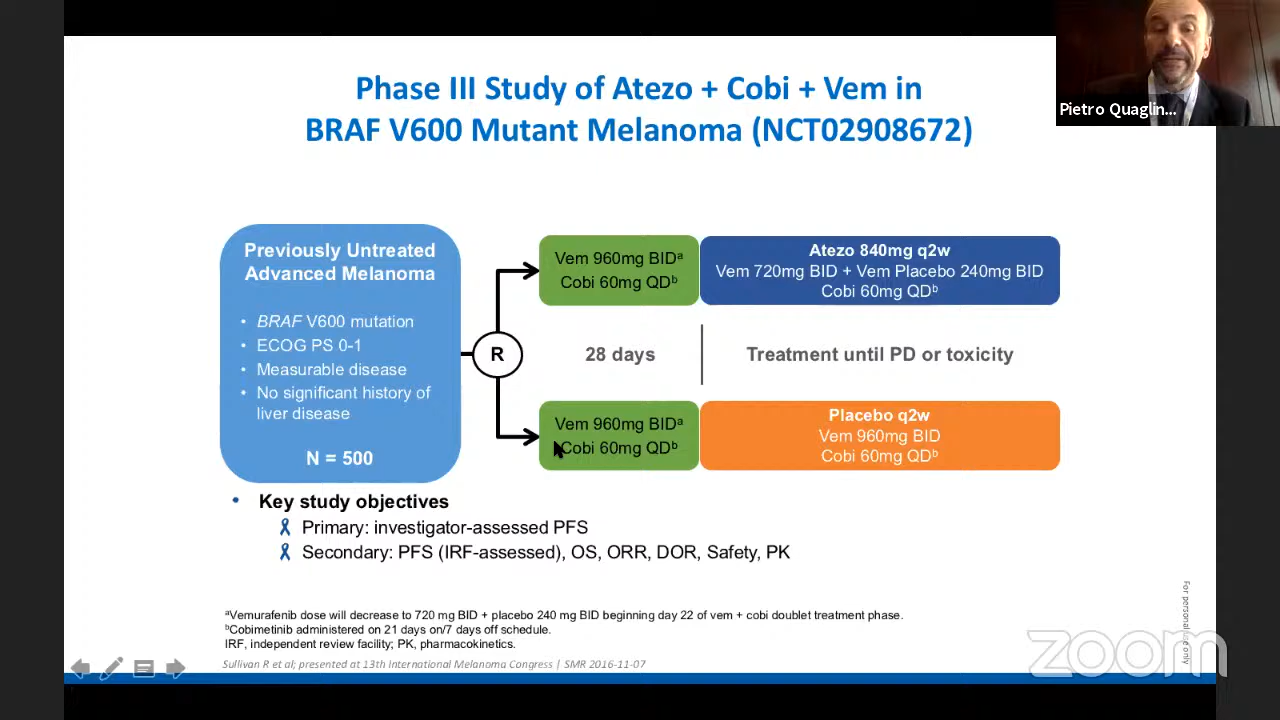 Phase III Study of Atezo + Cobi + Vem in
BRAF V600 Mutant Melanoma (NCT02908672)
Pietro Quaglin...
Previously Untreated
Advanced Melanoma
• BRAF V600 mutation
• ECOG PS 0-1
• Measurable disease
• No significant history of
liver disease
N = 500
R
Vem 960mg BIDᵃ
Cobi 60mg QDᵇ
Atezo 840mg q2w
Vem 720mg BID + Vem Placebo 240mg BID
Cobi 60mg QDᵇ
28 days
Treatment until PD or toxicity
Vem 960mg BIDᵃ
Cobi 60mg QDᵇ
Placebo q2w
Vem 960mg BID
Cobi 60mg QDᵇ
• Key study objectives
Primary: investigator-assessed PFS
Secondary: PFS (IRF-assessed), OS, ORR, DOR, Safety, PK
ᵃVemurafenib dose will decrease to 720 mg BID + placebo 240 mg BID beginning day 22 of vem + cobi doublet treatment phase.
ᵇCobimetinib administered on 21 days on/7 days off schedule.
IRF, independent review facility; PK, pharmacokinetics.
Sullivan R et al; presented at 13th International Melanoma Congress | SMR 2016-11-07
For personal use only
zoom